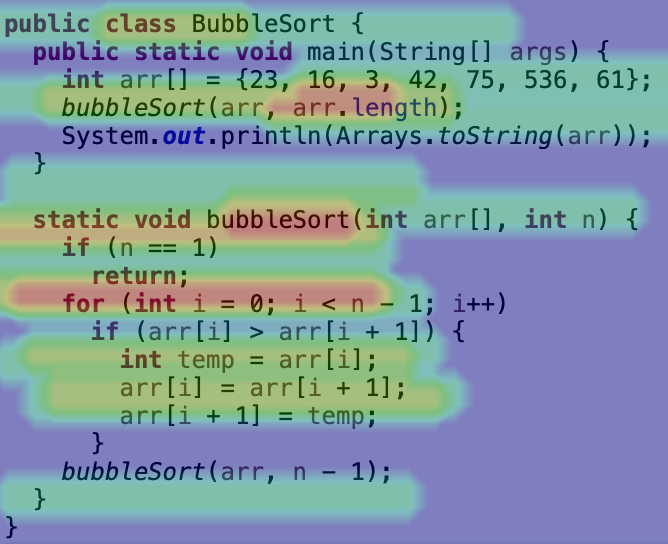 public class BubbleSort {
  public static void main(String[] args) {
    int arr[] = {23, 16, 3, 42, 75, 536, 61};
    bubbleSort(arr, arr.length);
    System.out.println(Arrays.toString(arr));
  }

  static void bubbleSort(int arr[], int n) {
    if (n == 1)
      return;
    for (int i = 0; i < n - 1; i++)
      if (arr[i] > arr[i + 1]) {
        int temp = arr[i];
        arr[i] = arr[i + 1];
        arr[i + 1] = temp;
      }
    bubbleSort(arr, n - 1);
  }
}